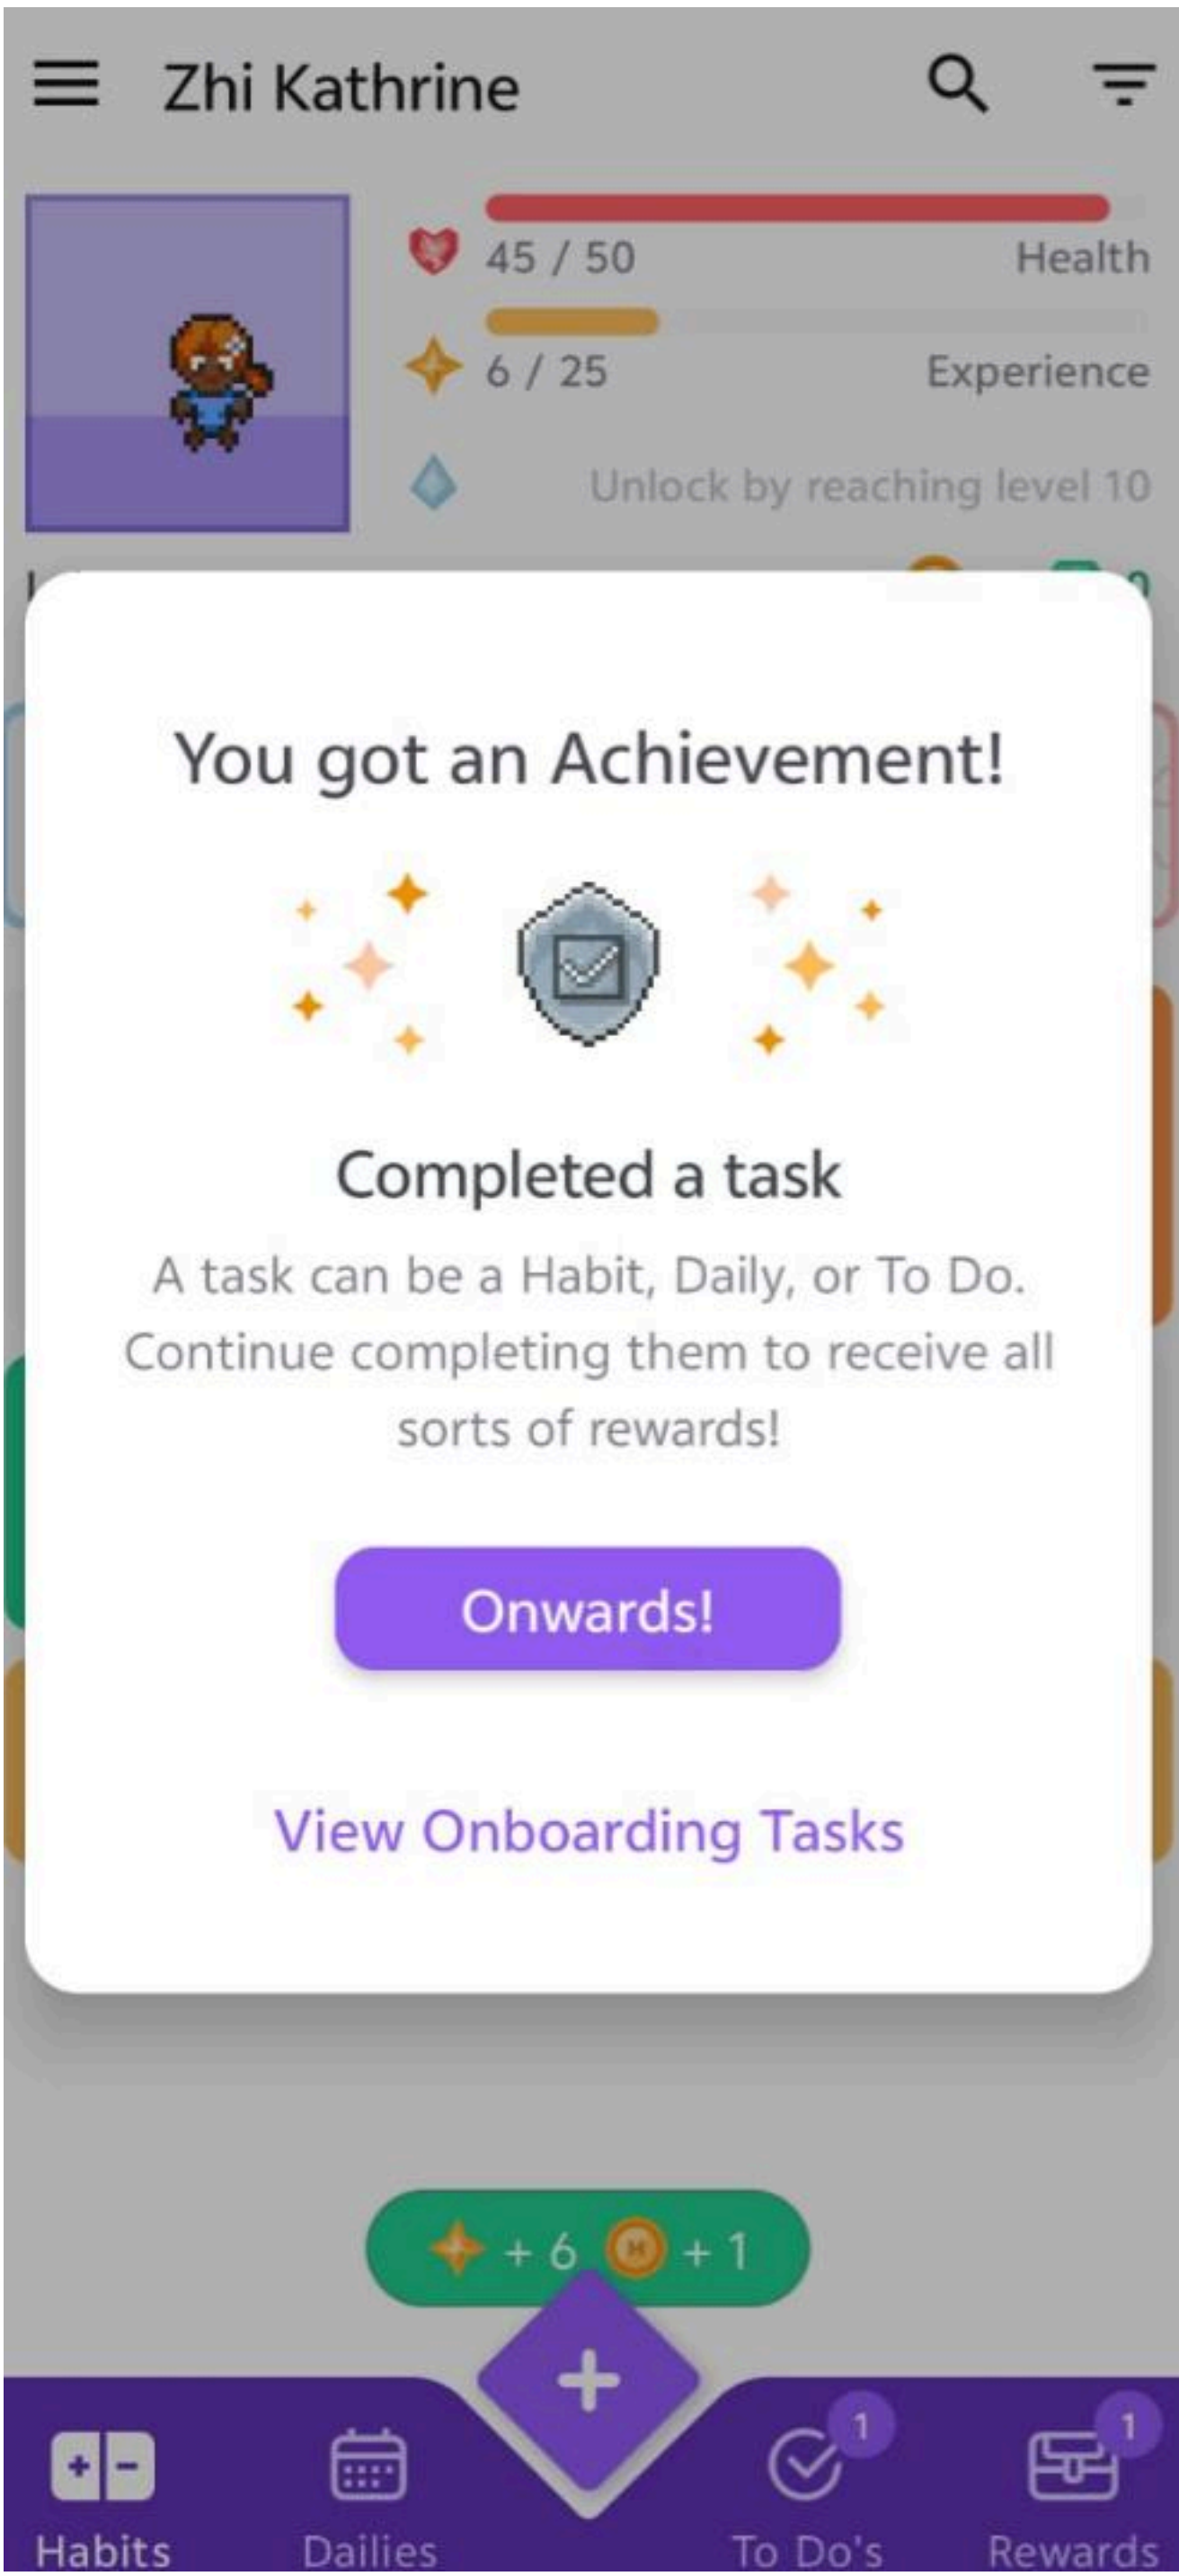 Zhi Kathrine
45 / 50 Health
6 / 25 Experience
Unlock by reaching level 10
You got an Achievement!
Completed a task
A task can be a Habit, Daily, or To Do.
Continue completing them to receive all
sorts of rewards!
Onwards!
View Onboarding Tasks
+ 6 + 1
1 1
Habits Dailies To Do's Rewards